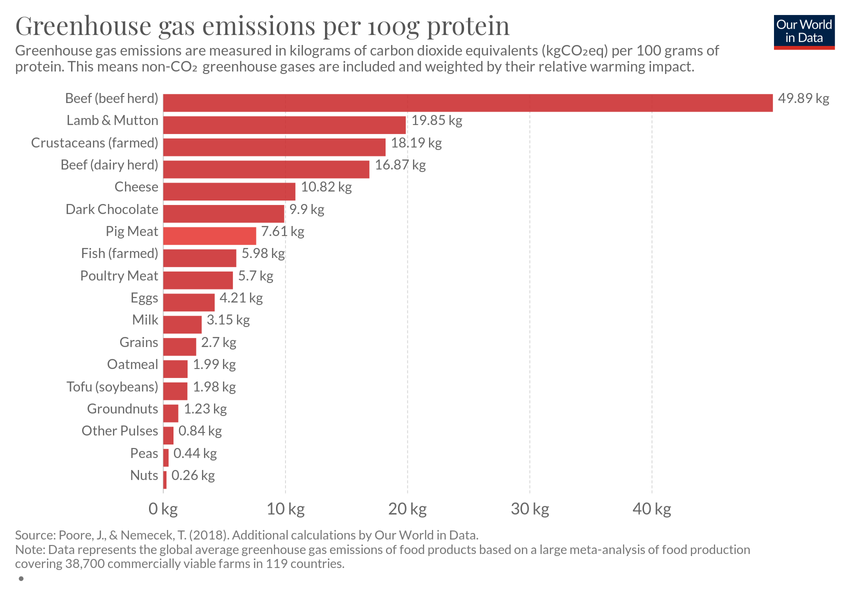 Greenhouse gas emissions per 100g protein
Our World
in Data
Greenhouse gas emissions are measured in kilograms of carbon dioxide equivalents (kgCO₂eq) per 100 grams of
protein. This means non-CO₂ greenhouse gases are included and weighted by their relative warming impact.
Beef (beef herd) 49.89 kg
Lamb & Mutton 19.85 kg
Crustaceans (farmed) 18.19 kg
Beef (dairy herd) 16.87 kg
Cheese 10.82 kg
Dark Chocolate 9.9 kg
Pig Meat 7.61 kg
Fish (farmed) 5.98 kg
Poultry Meat 5.7 kg
Eggs 4.21 kg
Milk 3.15 kg
Grains 2.7 kg
Oatmeal 1.99 kg
Tofu (soybeans) 1.98 kg
Groundnuts 1.23 kg
Other Pulses 0.84 kg
Peas 0.44 kg
Nuts 0.26 kg
0 kg 10 kg 20 kg 30 kg 40 kg
Source: Poore, J., & Nemecek, T. (2018). Additional calculations by Our World in Data.
Note: Data represents the global average greenhouse gas emissions of food products based on a large meta-analysis of food production
covering 38,700 commercially viable farms in 119 countries.
•